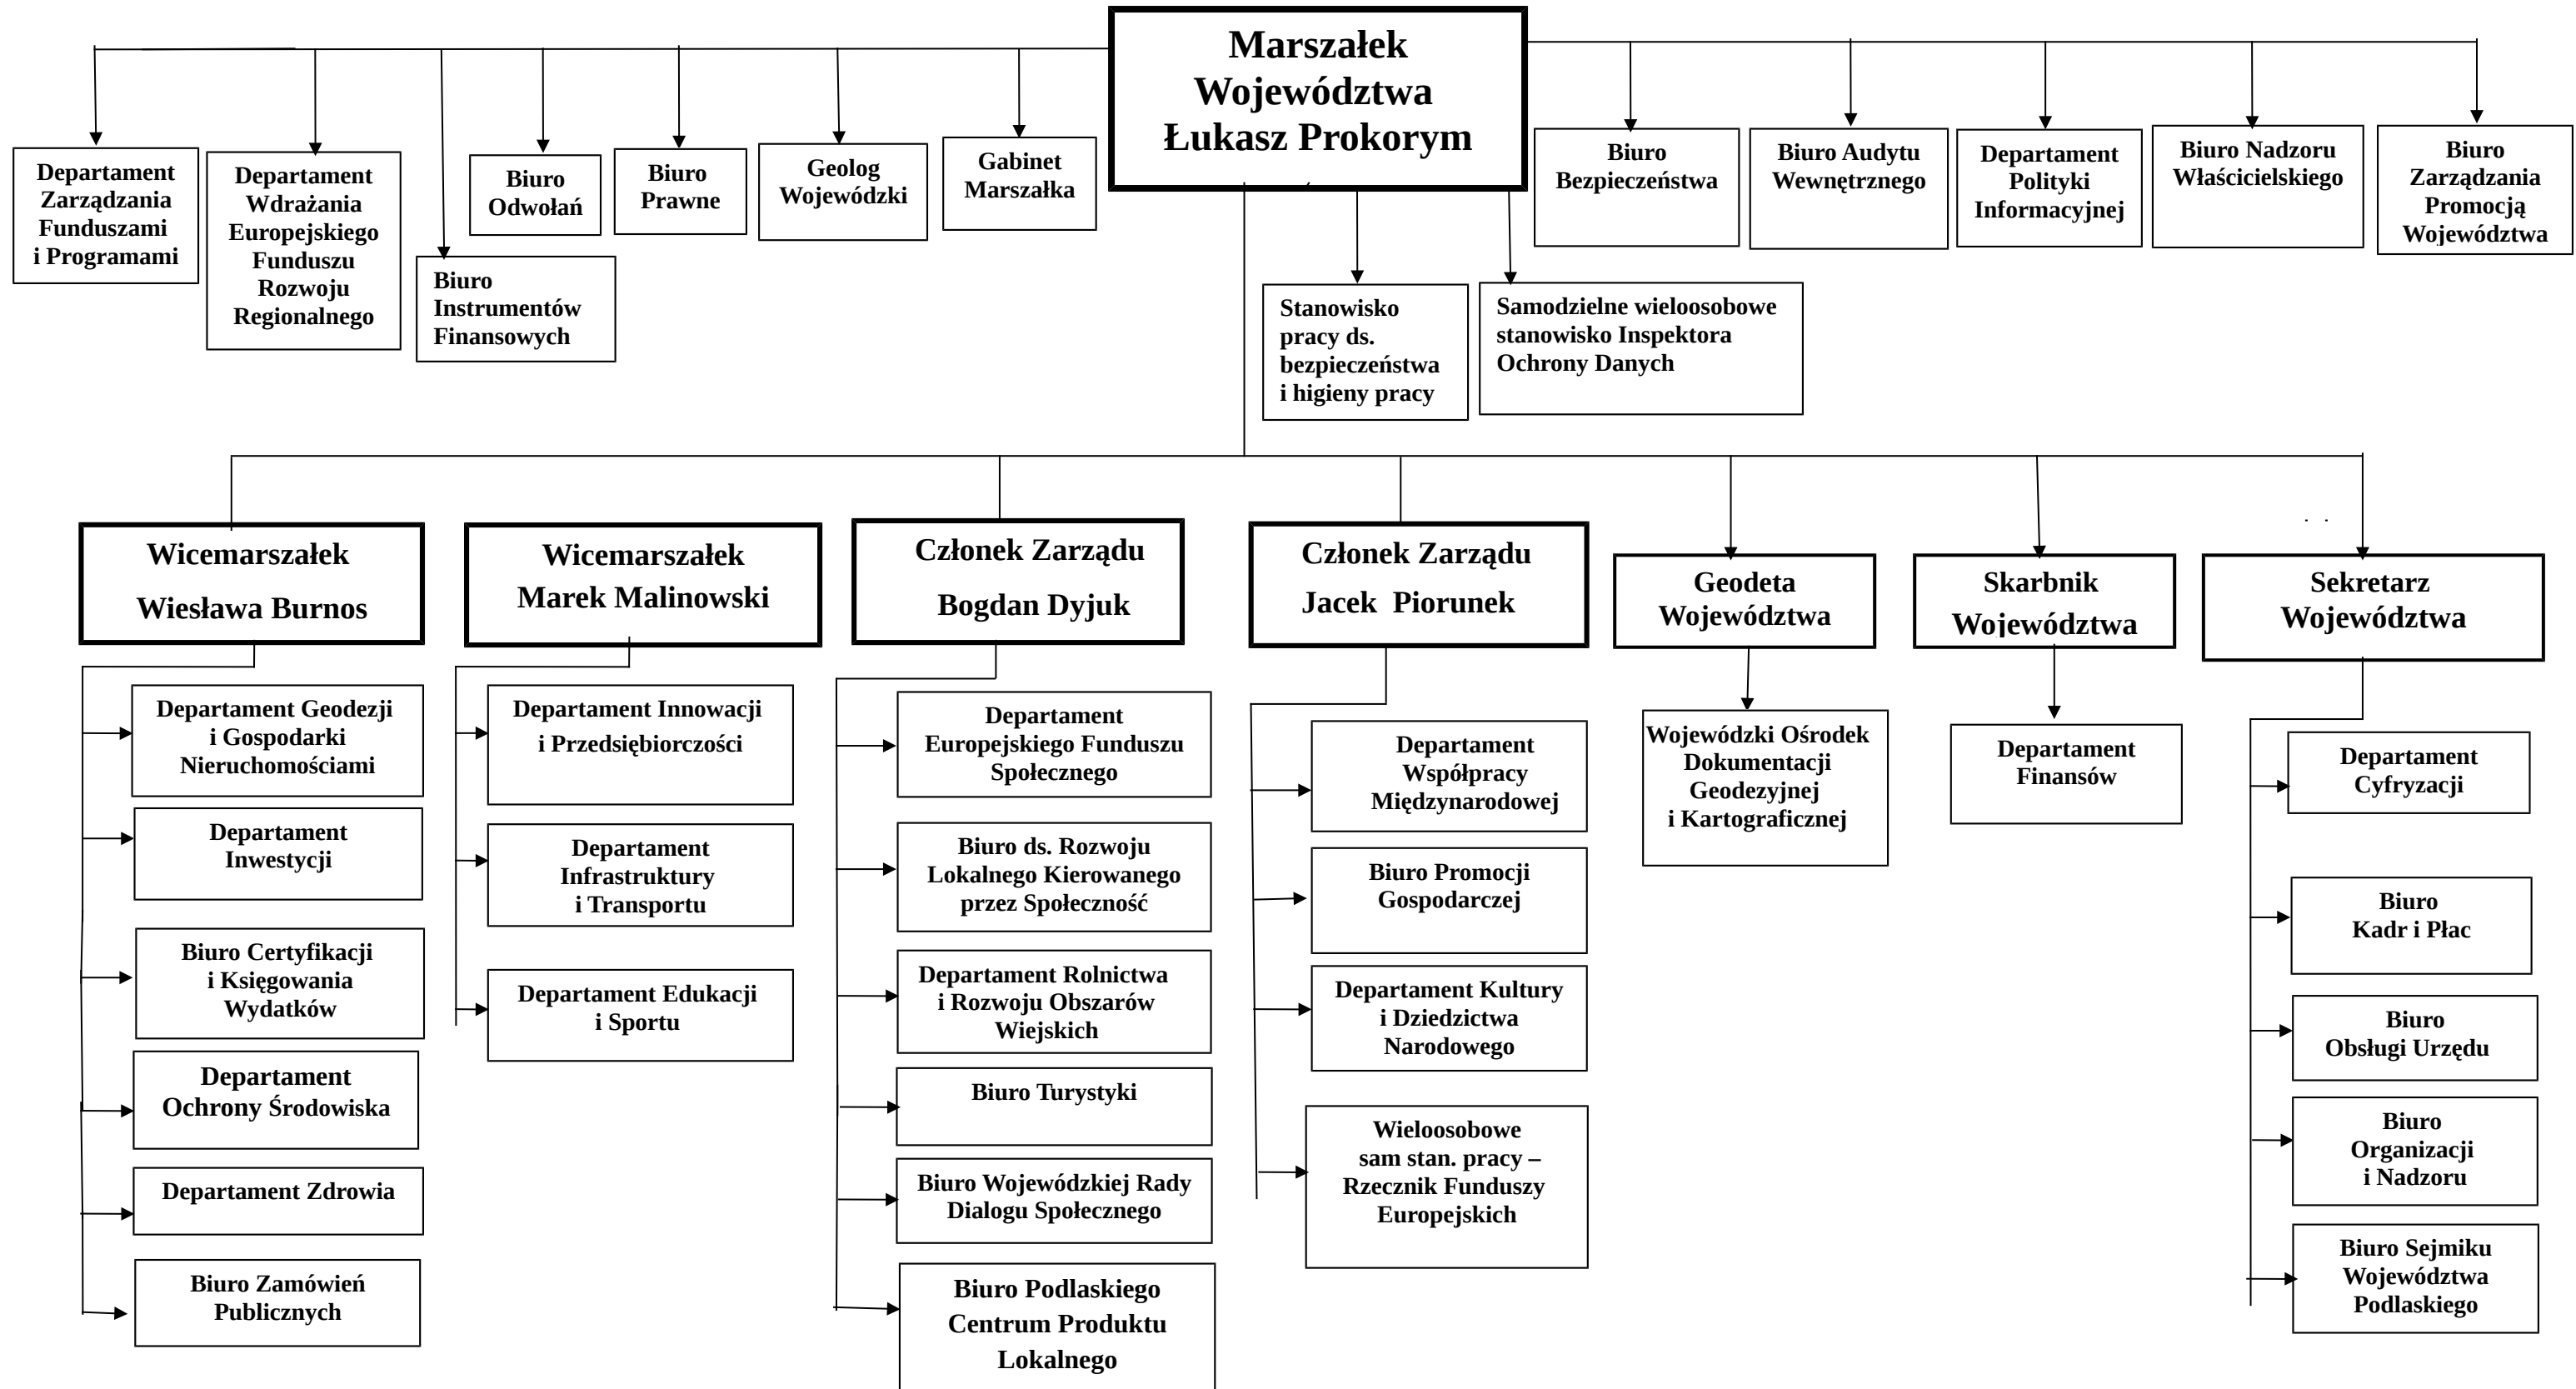 Marszałek
Województwa
Łukasz Prokorym
Departament
Zarządzania
Funduszami
i Programami
Departament
Wdrażania
Europejskiego
Funduszu
Rozwoju
Regionalnego
Biuro
Instrumentów
Finansowych
Biuro
Odwołań
Biuro
Prawne
Geolog
Wojewódzki
Gabinet
Marszałka
Biuro
Bezpieczeństwa
Biuro Audytu
Wewnętrznego
Departament
Polityki
Informacyjnej
Biuro Nadzoru
Właścicielskiego
Biuro
Zarządzania
Promocją
Województwa
Stanowisko
pracy ds.
bezpieczeństwa
i higieny pracy
Samodzielne wieloosobowe
stanowisko Inspektora
Ochrony Danych
Wicemarszałek
Wiesława Burnos
Departament Geodezji
i Gospodarki
Nieruchomościami
Departament
Inwestycji
Biuro Certyfikacji
i Księgowania
Wydatków
Departament
Ochrony Środowiska
Departament Zdrowia
Biuro Zamówień
Publicznych
Wicemarszałek
Marek Malinowski
Departament Innowacji
i Przedsiębiorczości
Departament
Infrastruktury
i Transportu
Departament Edukacji
i Sportu
Członek Zarządu
Bogdan Dyjuk
Departament
Europejskiego Funduszu
Społecznego
Biuro ds. Rozwoju
Lokalnego Kierowanego
przez Społeczność
Departament Rolnictwa
i Rozwoju Obszarów
Wiejskich
Biuro Turystyki
Biuro Wojewódzkiej Rady
Dialogu Społecznego
Biuro Podlaskiego
Centrum Produktu
Lokalnego
Członek Zarządu
Jacek Piorunek
Departament
Współpracy
Międzynarodowej
Biuro Promocji
Gospodarczej
Departament Kultury
i Dziedzictwa
Narodowego
Wieloosobowe
sam stan. pracy –
Rzecznik Funduszy
Europejskich
Geodeta
Województwa
Wojewódzki Ośrodek
Dokumentacji
Geodezyjnej
i Kartograficznej
Skarbnik
Województwa
Departament
Finansów
Sekretarz
Województwa
Departament
Cyfryzacji
Biuro
Kadr i Płac
Biuro
Obsługi Urzędu
Biuro
Organizacji
i Nadzoru
Biuro Sejmiku
Województwa
Podlaskiego